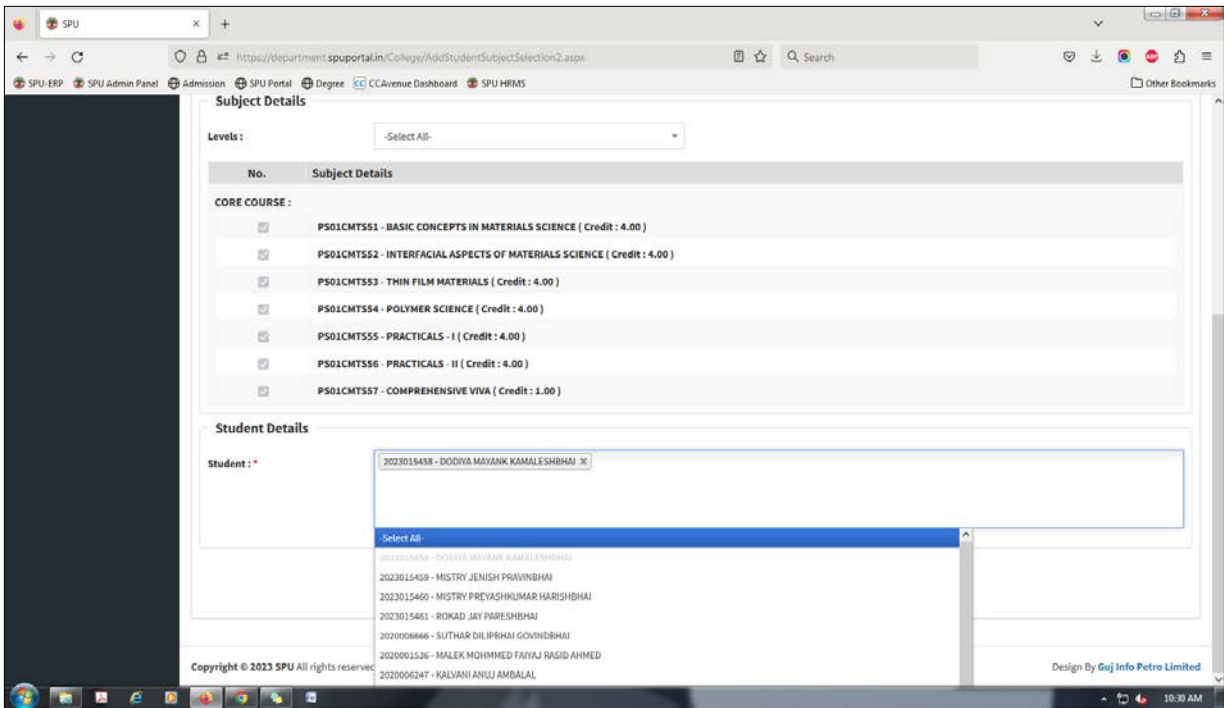 SPU
https://department.spuportal.in/College/AddStudentSubjectSelection2.aspx
Search
SPU-ERP SPU Admin Panel Admission SPU Portal Degree CCAvenue Dashboard SPU HRMS Other Bookmarks
Subject Details
Levels : -Select All-
No. Subject Details
CORE COURSE :
PS01CMTS51 - BASIC CONCEPTS IN MATERIALS SCIENCE ( Credit : 4.00 )
PS01CMTS52 - INTERFACIAL ASPECTS OF MATERIALS SCIENCE ( Credit : 4.00 )
PS01CMTS53 - THIN FILM MATERIALS ( Credit : 4.00 )
PS01CMTS54 - POLYMER SCIENCE ( Credit : 4.00 )
PS01CMTS55 - PRACTICALS - I ( Credit : 4.00 )
PS01CMTS56 - PRACTICALS - II ( Credit : 4.00 )
PS01CMTS57 - COMPREHENSIVE VIVA ( Credit : 1.00 )
Student Details
Student : * 2023015458 - DODIYA MAYANK KAMALESHBHAI ×
-Select All-
2023015458 - DODIYA MAYANK KAMALESHBHAI
2023015459 - MISTRY JENISH PRAVINBHAI
2023015460 - MISTRY PREYASHKUMAR HARISHBHAI
2023015461 - ROKAD JAY PARESHBHAI
2020006666 - SUTHAR DILIPBHAI GOVINDBHAI
2020001536 - MALEK MOHMMED FAIYAJ RASID AHMED
2020006247 - KALVANI ANUJ AMBALAL
Copyright © 2023 SPU All rights reserved Design By Guj Info Petro Limited
10:30 AM